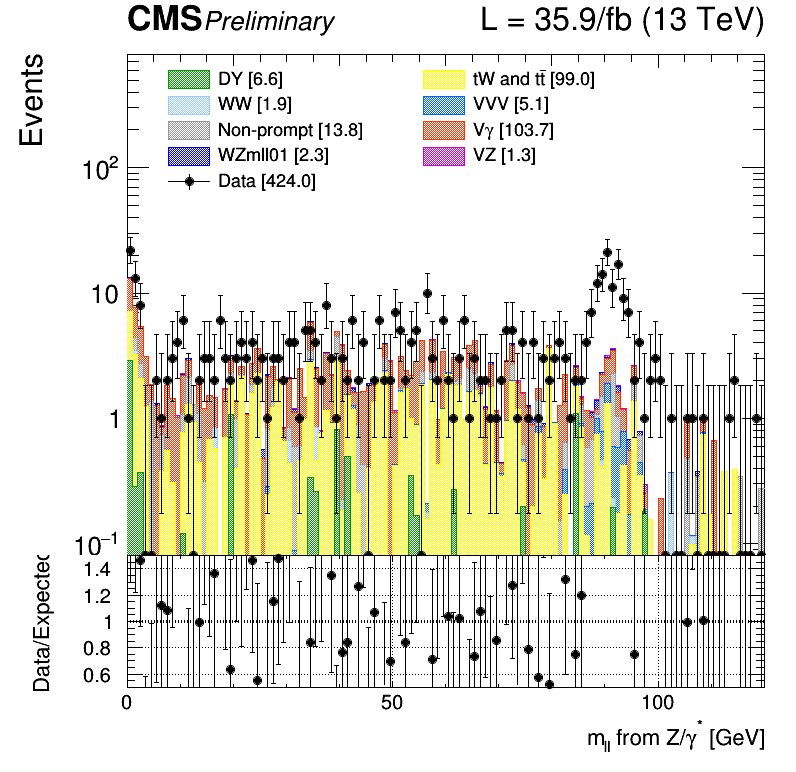 CMS Preliminary L = 35.9/fb (13 TeV)
Events
DY [6.6] tW and tt̄ [99.0]
WW [1.9] VVV [5.1]
Non-prompt [13.8] Vγ [103.7]
WZmll01 [2.3] VZ [1.3]
Data [424.0]
10²
10
1
10⁻¹
Data/Expected
1.4
1.2
1
0.8
0.6
0 50 100
m_ll from Z/γ* [GeV]